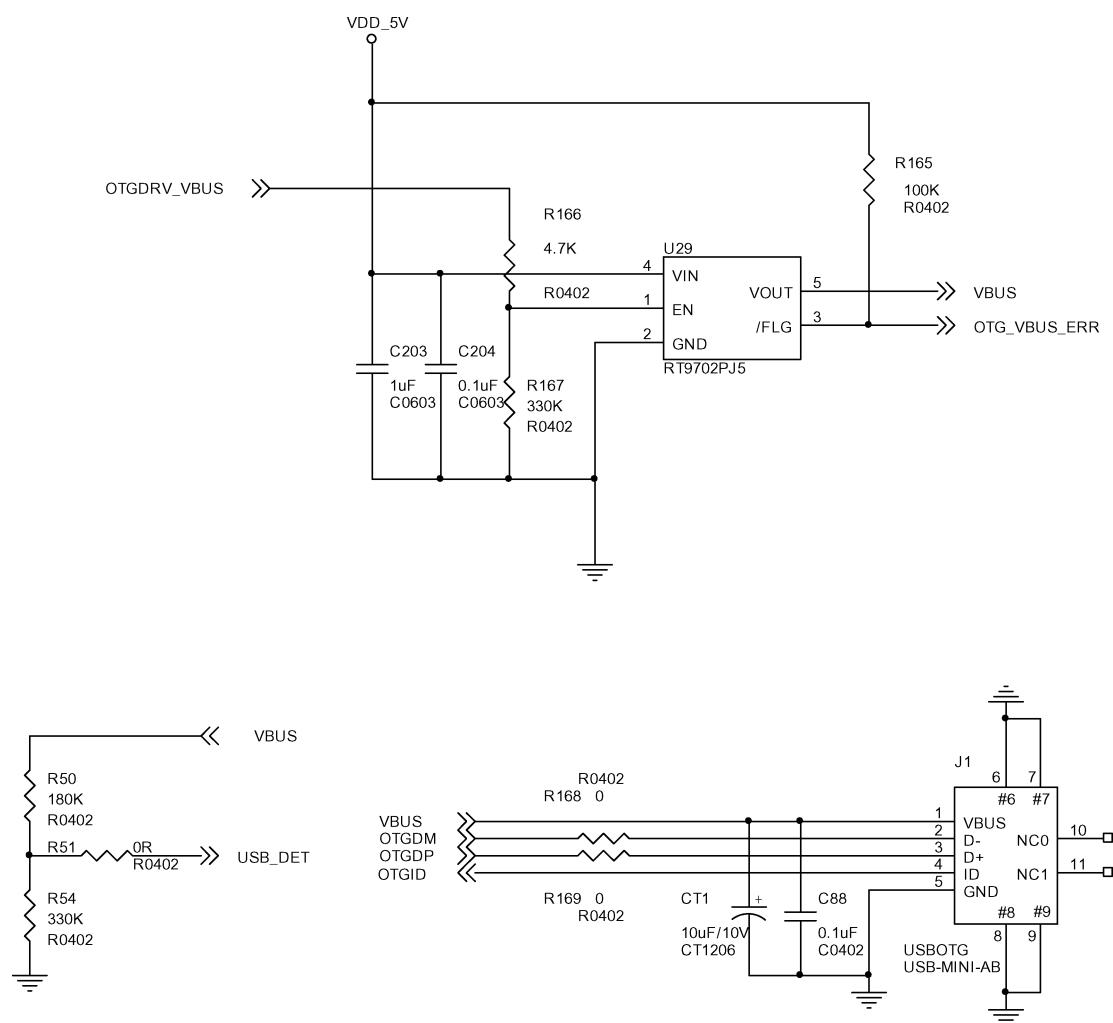 VDD_5V
OTGDRV_VBUS
R165
100K
R0402
R166
4.7K
R0402
U29
4
VIN
1
EN
2
GND
VOUT
5
/FLG
3
RT9702PJ5
VBUS
OTG_VBUS_ERR
C203
1uF
C0603
C204
0.1uF
C0603
R167
330K
R0402
VBUS
R50
180K
R0402
R51
0R
R0402
USB_DET
R54
330K
R0402
R0402
R168 0
VBUS
OTGDM
OTGDP
OTGID
R169 0
R0402
CT1
+
10uF/10V
CT1206
C88
0.1uF
C0402
J1
6
7
#6
#7
1
VBUS
2
D-
3
D+
4
ID
5
GND
NC0
10
NC1
11
#8
#9
8
9
USBOTG
USB-MINI-AB